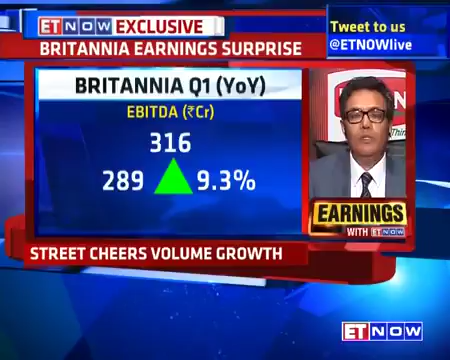 ET NOW EXCLUSIVE
BRITANNIA EARNINGS SURPRISE
Tweet to us
@ETNOWlive
BRITANNIA Q1 (YoY)
EBITDA (₹Cr)
316
289 9.3%
Thin
EARNINGS
WITH ET NOW
STREET CHEERS VOLUME GROWTH
ET NOW